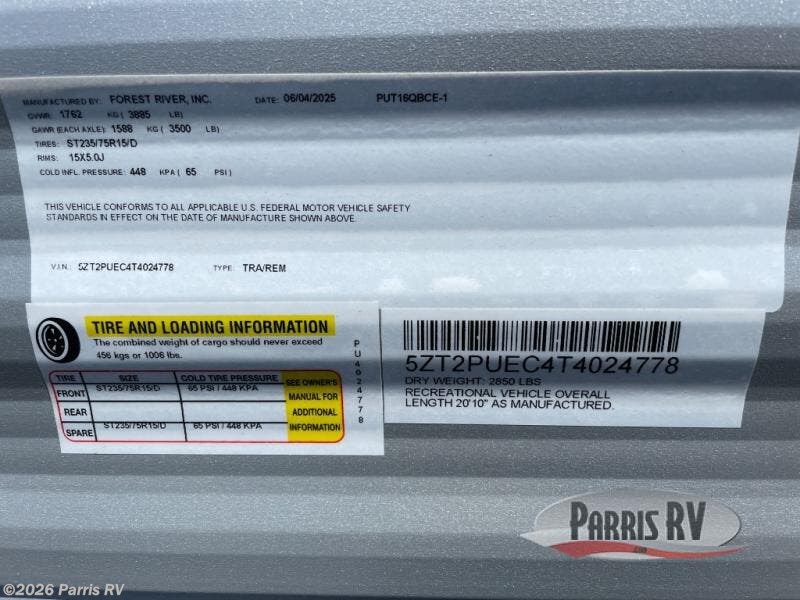 MANUFACTURED BY: FOREST RIVER, INC. DATE: 06/04/2025 PUT16QBCE-1
GVWR: 1762 KG ( 3885 LB)
GAWR (EACH AXLE): 1588 KG ( 3500 LB)
TIRES: ST235/75R15/D
RIMS: 15X5.0J
COLD INFL. PRESSURE: 448 KPA ( 65 PSI )
THIS VEHICLE CONFORMS TO ALL APPLICABLE U.S. FEDERAL MOTOR VEHICLE SAFETY
STANDARDS IN EFFECT ON THE DATE OF MANUFACTURE SHOWN ABOVE.
V.I.N.: 5ZT2PUEC4T4024778 TYPE: TRA/REM
TIRE AND LOADING INFORMATION
The combined weight of cargo should never exceed
456 kgs or 1006 lbs.
TIRE SIZE COLD TIRE PRESSURE SEE OWNER'S
FRONT ST235/75R15/D 65 PSI / 448 KPA MANUAL FOR
REAR ADDITIONAL
SPARE ST235/75R15/D 65 PSI / 448 KPA INFORMATION
PU4024778
5ZT2PUEC4T4024778
DRY WEIGHT: 2850 LBS
RECREATIONAL VEHICLE OVERALL
LENGTH 20'10" AS MANUFACTURED.
PARRIS RV
.com
©2026 Parris RV